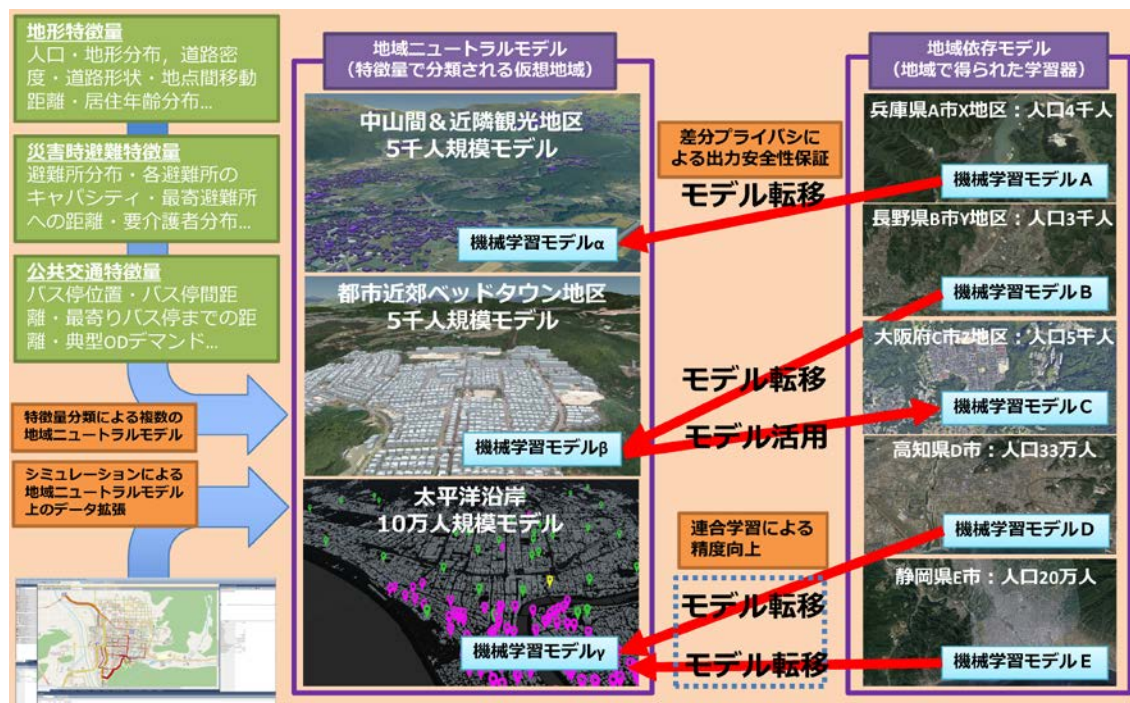 地形特徴量
人口・地形分布，道路密
度・道路形状・地点間移動
距離・居住年齢分布...
災害時避難特徴量
避難所分布・各避難所の
キャパシティ・最寄避難所
への距離・要介護者分布...
公共交通特徴量
バス停位置・バス停間距
離・最寄りバス停までの距
離・典型ODデマンド...
特徴量分類による複数の
地域ニュートラルモデル
シミュレーションによる
地域ニュートラルモデル
上のデータ拡張
地域ニュートラルモデル
（特徴量で分類される仮想地域）
中山間＆近隣観光地区
5千人規模モデル
機械学習モデルα
都市近郊ベッドタウン地区
5千人規模モデル
機械学習モデルβ
太平洋沿岸
10万人規模モデル
機械学習モデルγ
差分プライバシに
よる出力安全性保証
モデル転移
モデル転移
モデル活用
連合学習による
精度向上
モデル転移
モデル転移
地域依存モデル
（地域で得られた学習器）
兵庫県A市X地区：人口4千人
機械学習モデルA
長野県B市Y地区：人口3千人
機械学習モデルB
大阪府C市Z地区：人口5千人
機械学習モデルC
高知県D市：人口33万人
機械学習モデルD
静岡県E市：人口20万人
機械学習モデルE